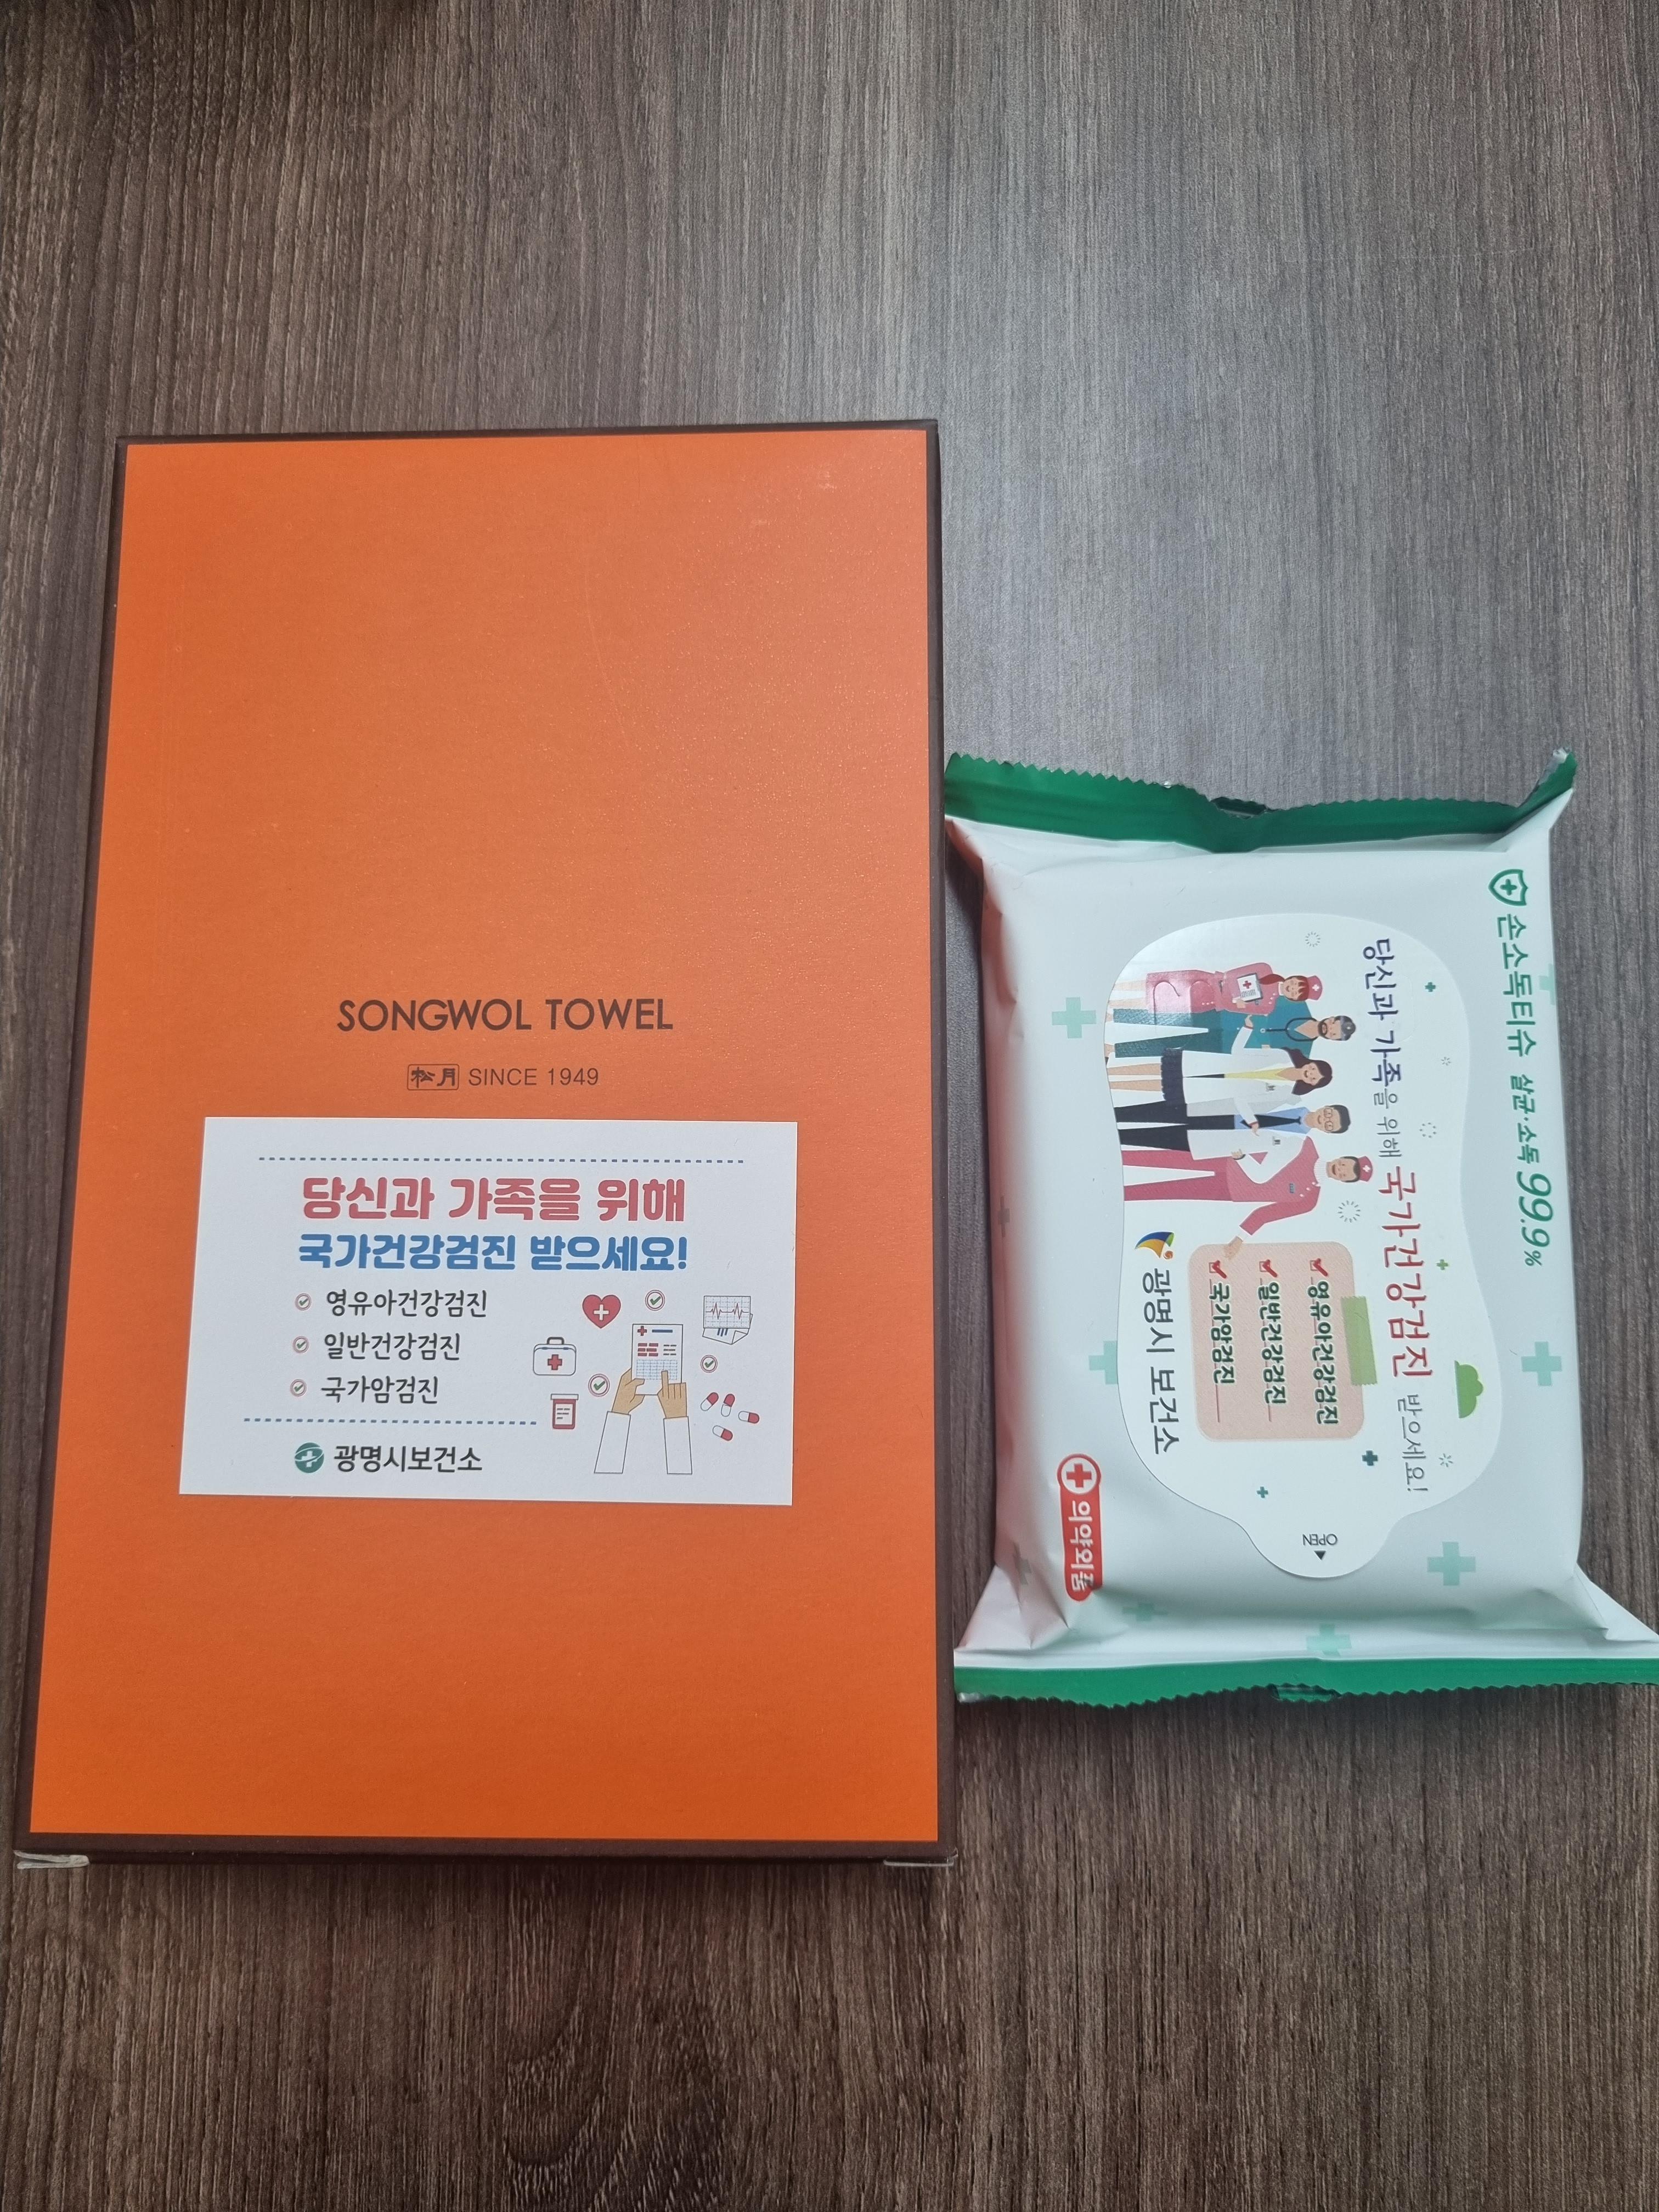 SONGWOL TOWEL
松月 SINCE 1949
당신과 가족을 위해
국가건강검진 받으세요!
영유아건강검진
일반건강검진
국가암검진
광명시보건소
손소독티슈 살균·소독 99.9%
당신과 가족을 위해 국가건강검진 받으세요!
영유아건강검진
일반건강검진
국가암검진
광명시 보건소
OPEN
의약외품